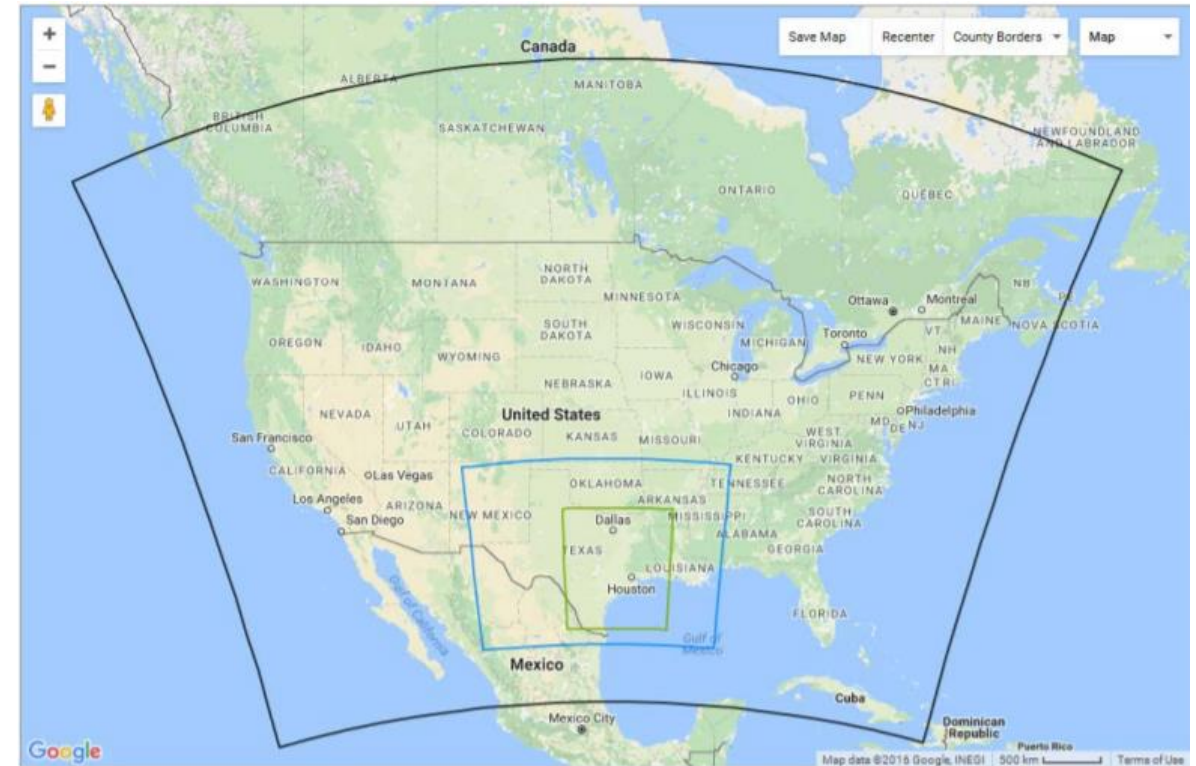 +
−
Save Map
Recenter
County Borders
Map
Canada
ALBERTA
MANITOBA
BRITISH
COLUMBIA
SASKATCHEWAN
NEWFOUNDLAND
AND LABRADOR
ONTARIO
QUÉBEC
WASHINGTON
MONTANA
NORTH
DAKOTA
MINNESOTA
Ottawa
Montreal
NB
PE
MAINE
NOVA SCOTIA
OREGON
IDAHO
SOUTH
DAKOTA
WISCONSIN
MICHIGAN
Toronto
VT
NH
WYOMING
NEW YORK
MA
CT RI
Chicago
IOWA
NEBRASKA
ILLINOIS
INDIANA
OHIO
PENN
Philadelphia
MD
DE NJ
NEVADA
UTAH
United States
COLORADO
KANSAS
MISSOURI
WEST
VIRGINIA
San Francisco
KENTUCKY
VIRGINIA
CALIFORNIA
Las Vegas
OKLAHOMA
TENNESSEE
NORTH
CAROLINA
Los Angeles
ARIZONA
NEW MEXICO
ARKANSAS
San Diego
Dallas
MISSISSIPPI
SOUTH
CAROLINA
ALABAMA
GEORGIA
TEXAS
LOUISIANA
Houston
Gulf of
California
FLORIDA
Gulf of
Mexico
Mexico
Cuba
Mexico City
Dominican
Republic
Puerto Rico
Google
Map data ©2016 Google, INEGI
500 km
Terms of Use